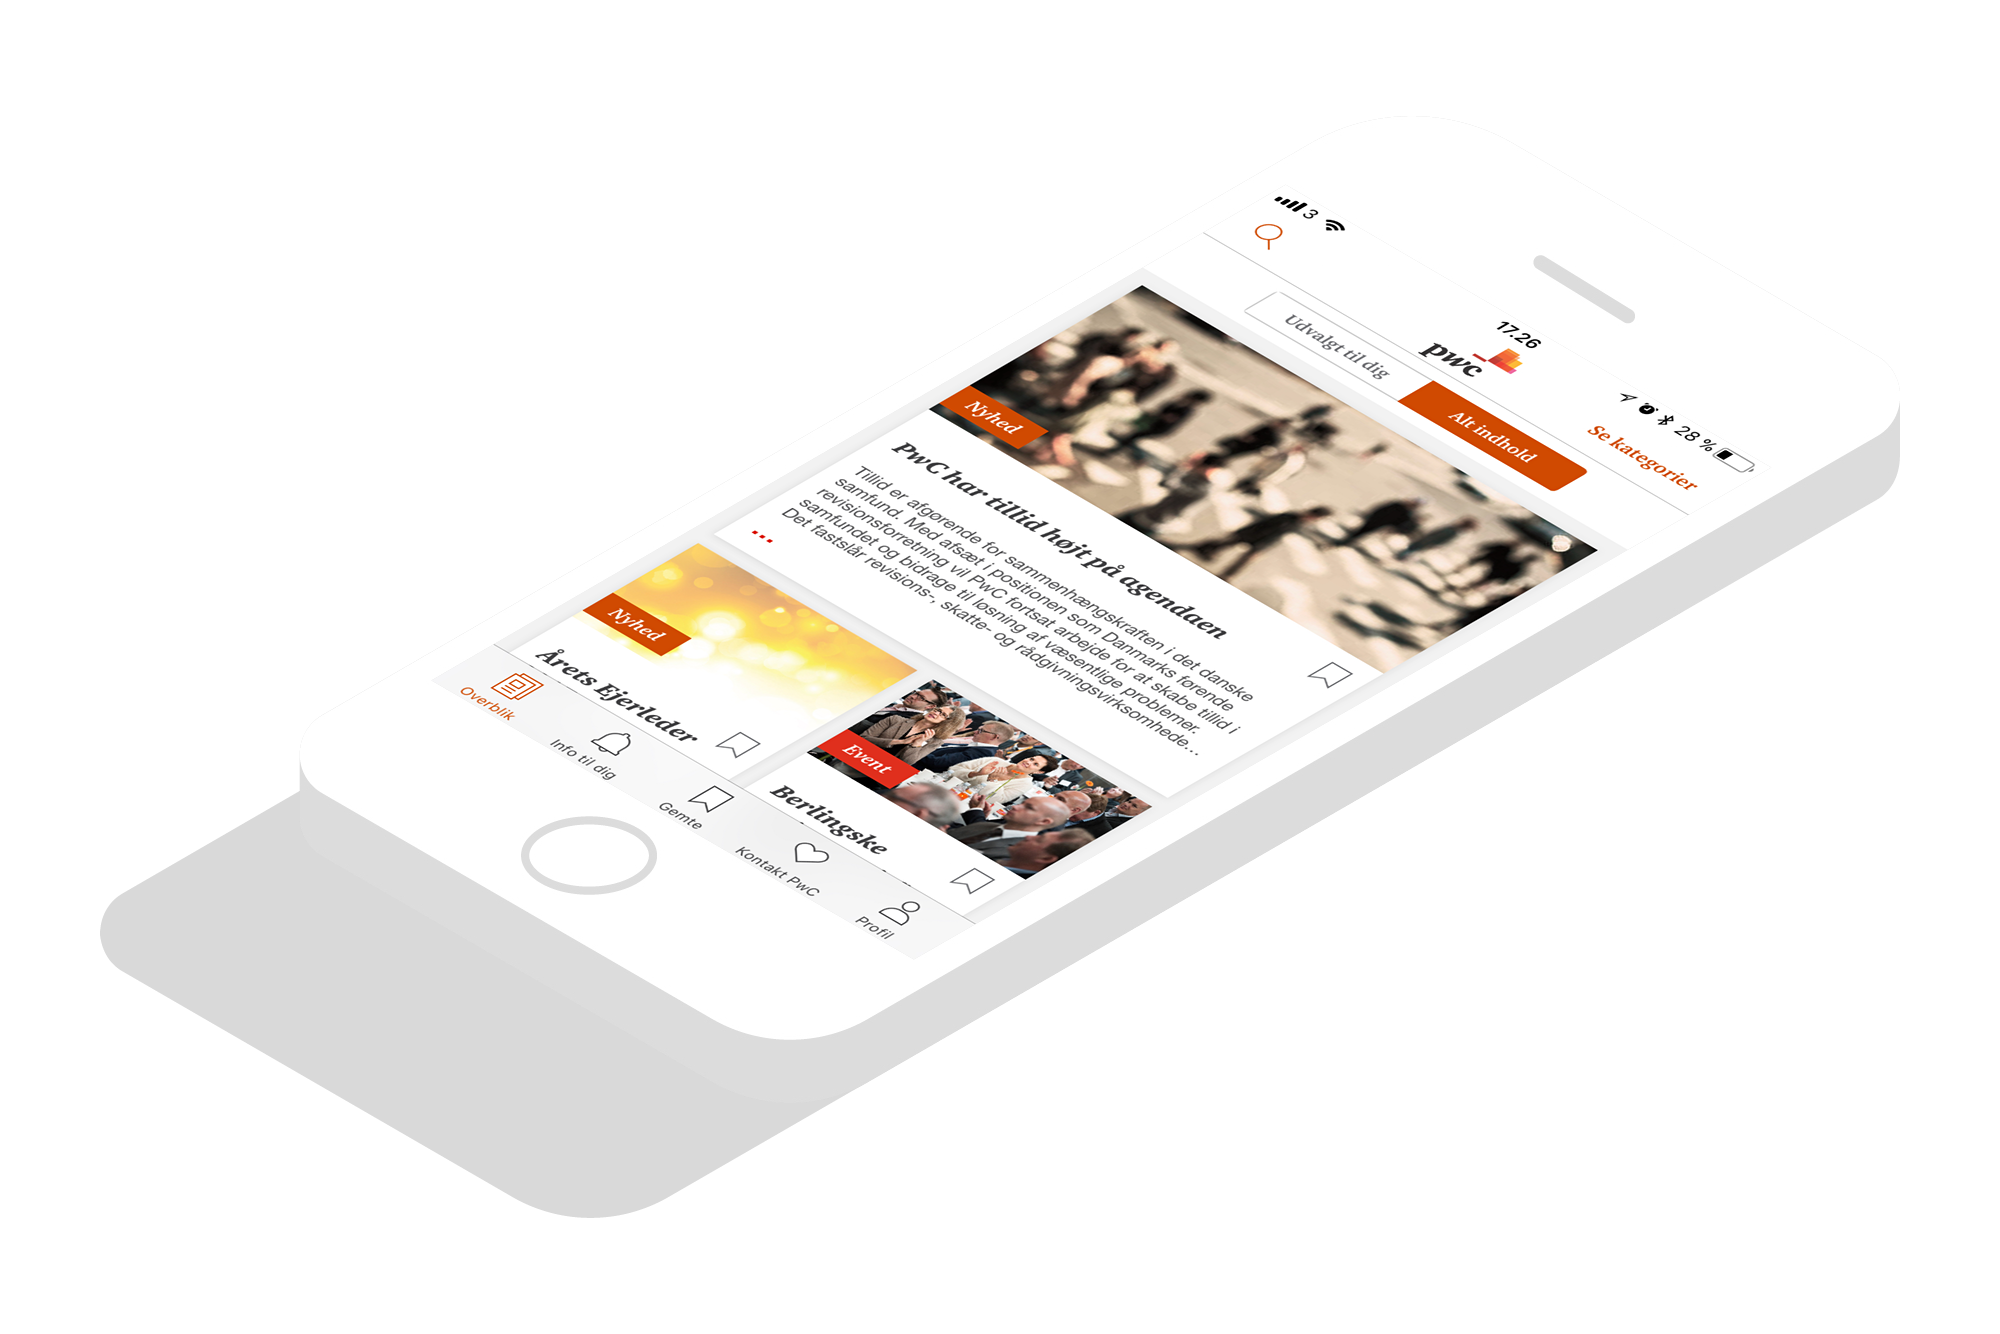 3
17.26
28 %
pwc
Se kategorier
Udvalgt til dig
Alt indhold
Nyhed
PwC har tillid højt på agendaen
Tillid er afgørende for sammenhængskraften i det danske
samfund. Med afsæt i positionen som Danmarks førende
revisionsforretning vil PwC fortsat arbejde for at skabe tillid i
samfundet og bidrage til løsning af væsentlige problemer.
Det fastslår revisions-, skatte- og rådgivningsvirksomhede...
Nyhed
Årets Ejerleder
Event
Berlingske
Overblik
Info til dig
Gemte
Kontakt PwC
Profil